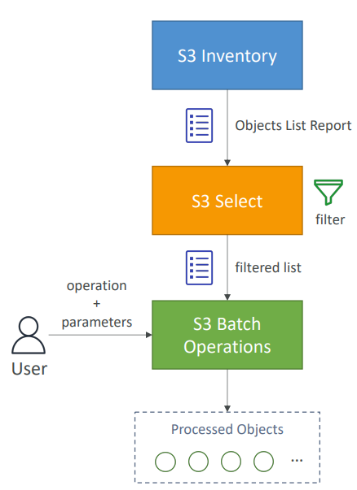 S3 Inventory
Objects List Report
S3 Select
filter
filtered list
operation
+
parameters
S3 Batch
Operations
User
Processed Objects
...